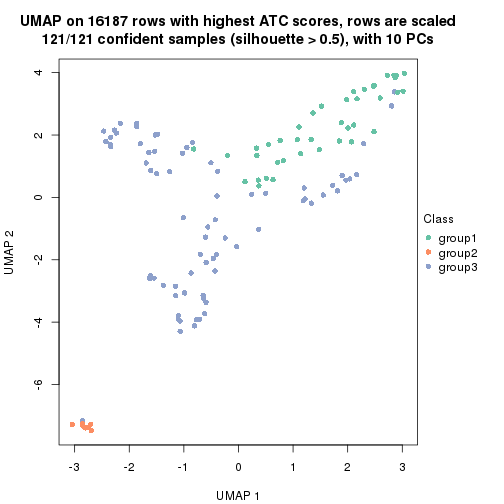 UMAP on 16187 rows with highest ATC scores, rows are scaled
121/121 confident samples (silhouette > 0.5), with 10 PCs
4
2
0
-2
-4
-6
UMAP 2
-3
-2
-1
0
1
2
3
UMAP 1
Class
group1
group2
group3